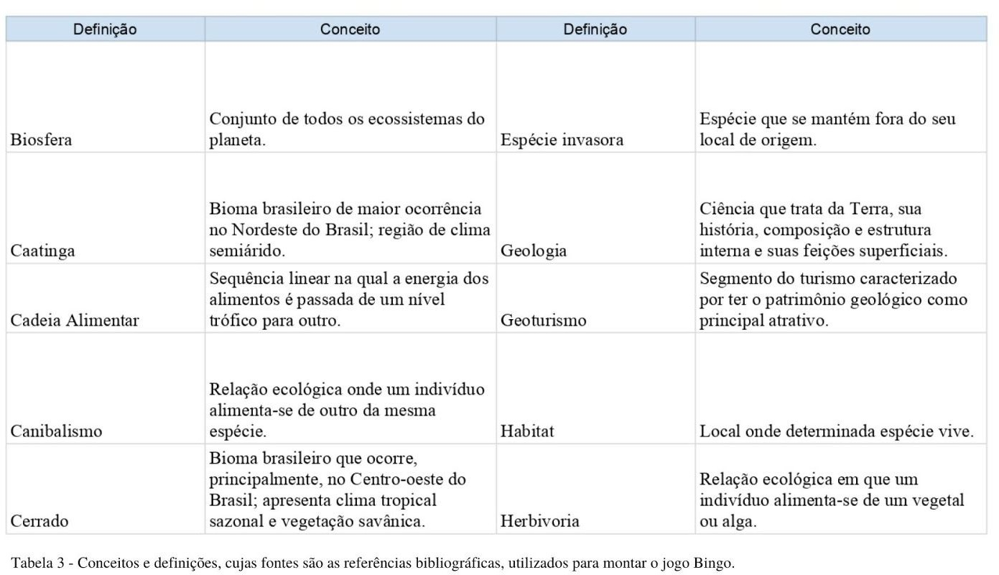 Definição Conceito Definição Conceito
Biosfera
Conjunto de todos os ecossistemas do
planeta.
Espécie invasora
Espécie que se mantém fora do seu
local de origem.
Caatinga
Bioma brasileiro de maior ocorrência
no Nordeste do Brasil; região de clima
semiárido.
Geologia
Ciência que trata da Terra, sua
história, composição e estrutura
interna e suas feições superficiais.
Cadeia Alimentar
Sequência linear na qual a energia dos
alimentos é passada de um nível
trófico para outro.
Geoturismo
Segmento do turismo caracterizado
por ter o patrimônio geológico como
principal atrativo.
Canibalismo
Relação ecológica onde um indivíduo
alimenta-se de outro da mesma
espécie.
Habitat
Local onde determinada espécie vive.
Cerrado
Bioma brasileiro que ocorre,
principalmente, no Centro-oeste do
Brasil; apresenta clima tropical
sazonal e vegetação savânica.
Herbivoria
Relação ecológica em que um
indivíduo alimenta-se de um vegetal
ou alga.
Tabela 3 - Conceitos e definições, cujas fontes são as referências bibliográficas, utilizados para montar o jogo Bingo.